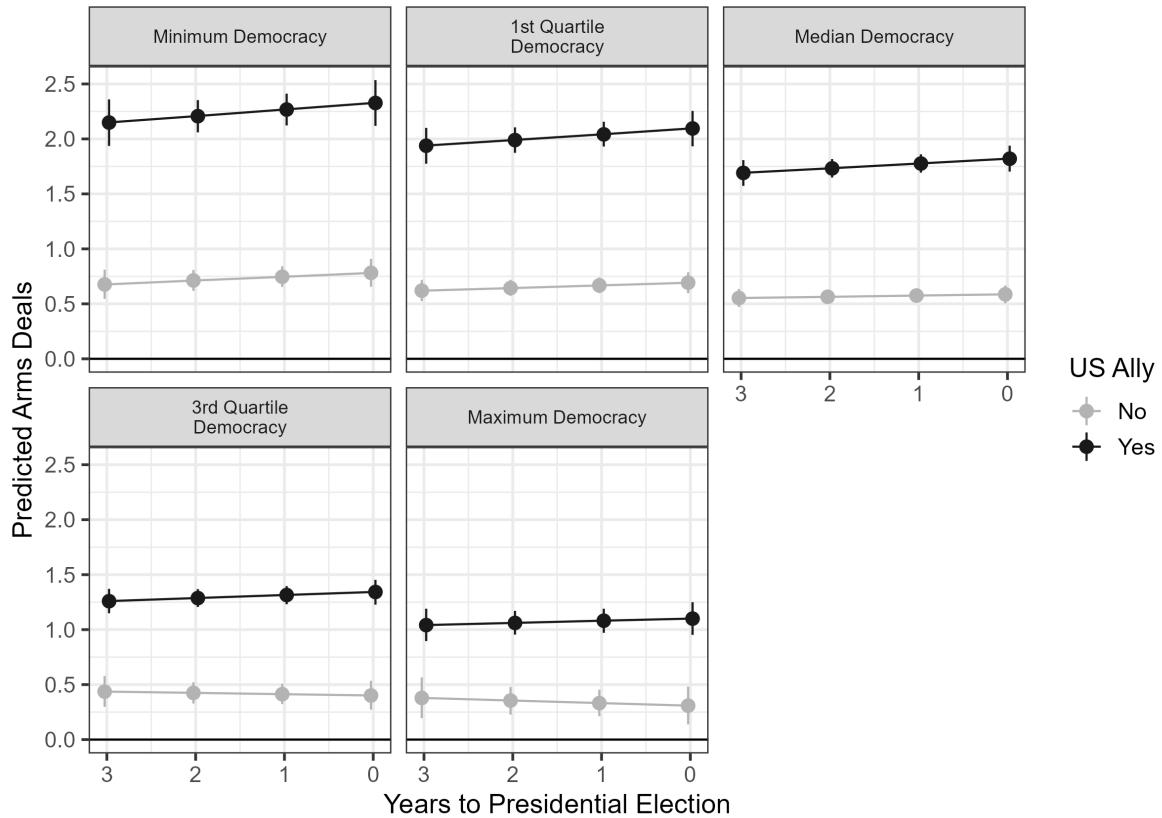 Minimum Democracy
1st Quartile
Democracy
Median Democracy
2.5
2.0
1.5
1.0
0.5
0.0
3 2 1 0
3rd Quartile
Democracy
Maximum Democracy
2.5
2.0
1.5
1.0
0.5
0.0
3 2 1 0
3 2 1 0
Predicted Arms Deals
Years to Presidential Election
US Ally
No
Yes